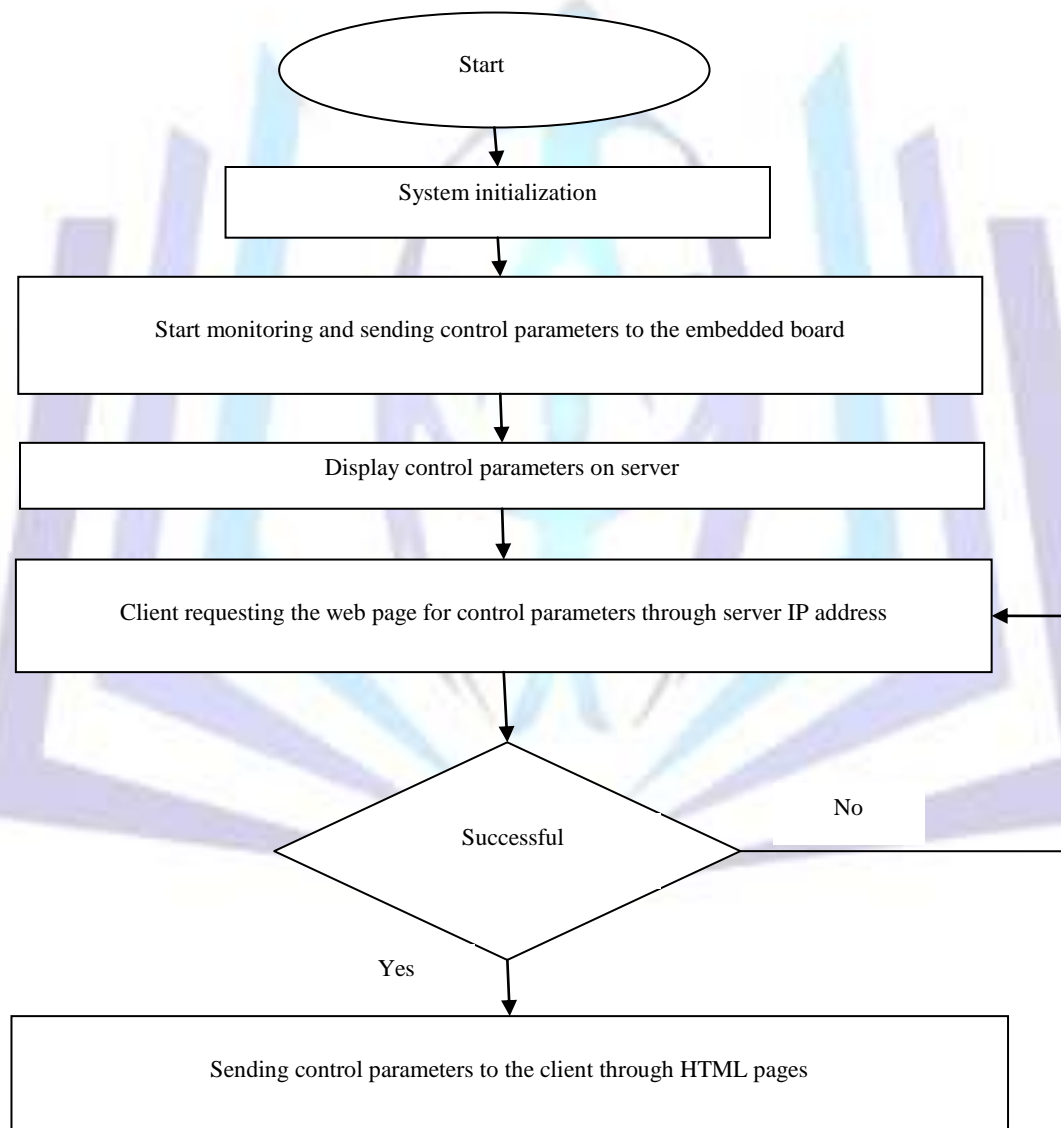 Start
System initialization
Start monitoring and sending control parameters to the embedded board
Display control parameters on server
Client requesting the web page for control parameters through server IP address
No
Successful
Yes
Sending control parameters to the client through HTML pages